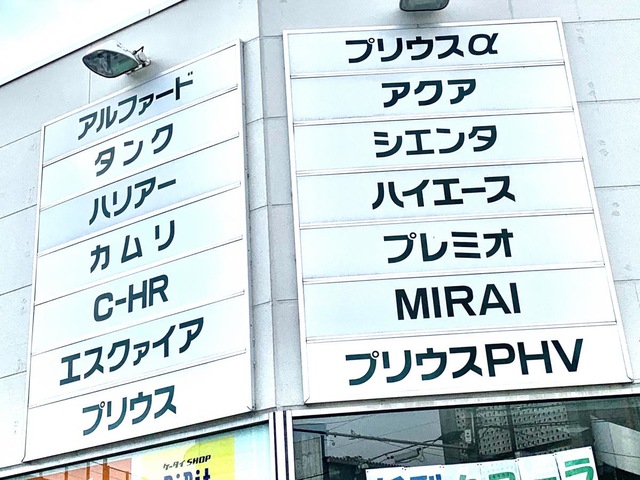 アルファード
タンク
ハリアー
カムリ
C-HR
エスクァイア
プリウス
プリウスα
アクア
シエンタ
ハイエース
プレミオ
MIRAI
プリウスPHV
ケータイSHOP
PiPit